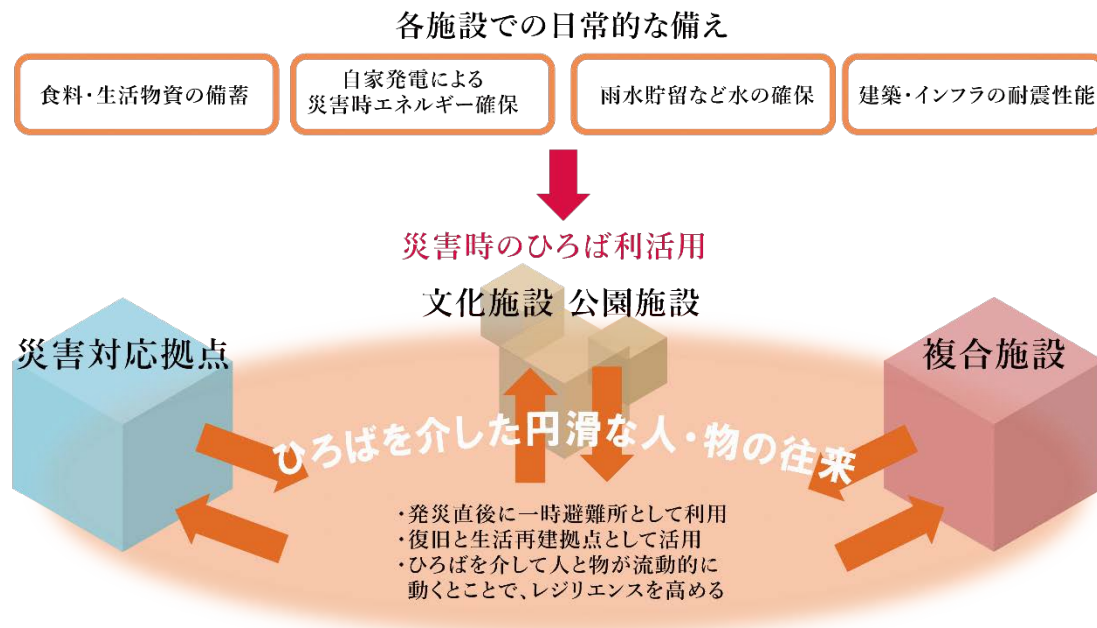 各施設での日常的な備え
食料・生活物資の備蓄
自家発電による
災害時エネルギー確保
雨水貯留など水の確保
建築・インフラの耐震性能
災害時のひろば利活用
文化施設 公園施設
災害対応拠点
複合施設
ひろばを介した円滑な人・物の往来
・発災直後に一時避難所として利用
・復旧と生活再建拠点として活用
・ひろばを介して人と物が流動的に
動くとことで、レジリエンスを高める